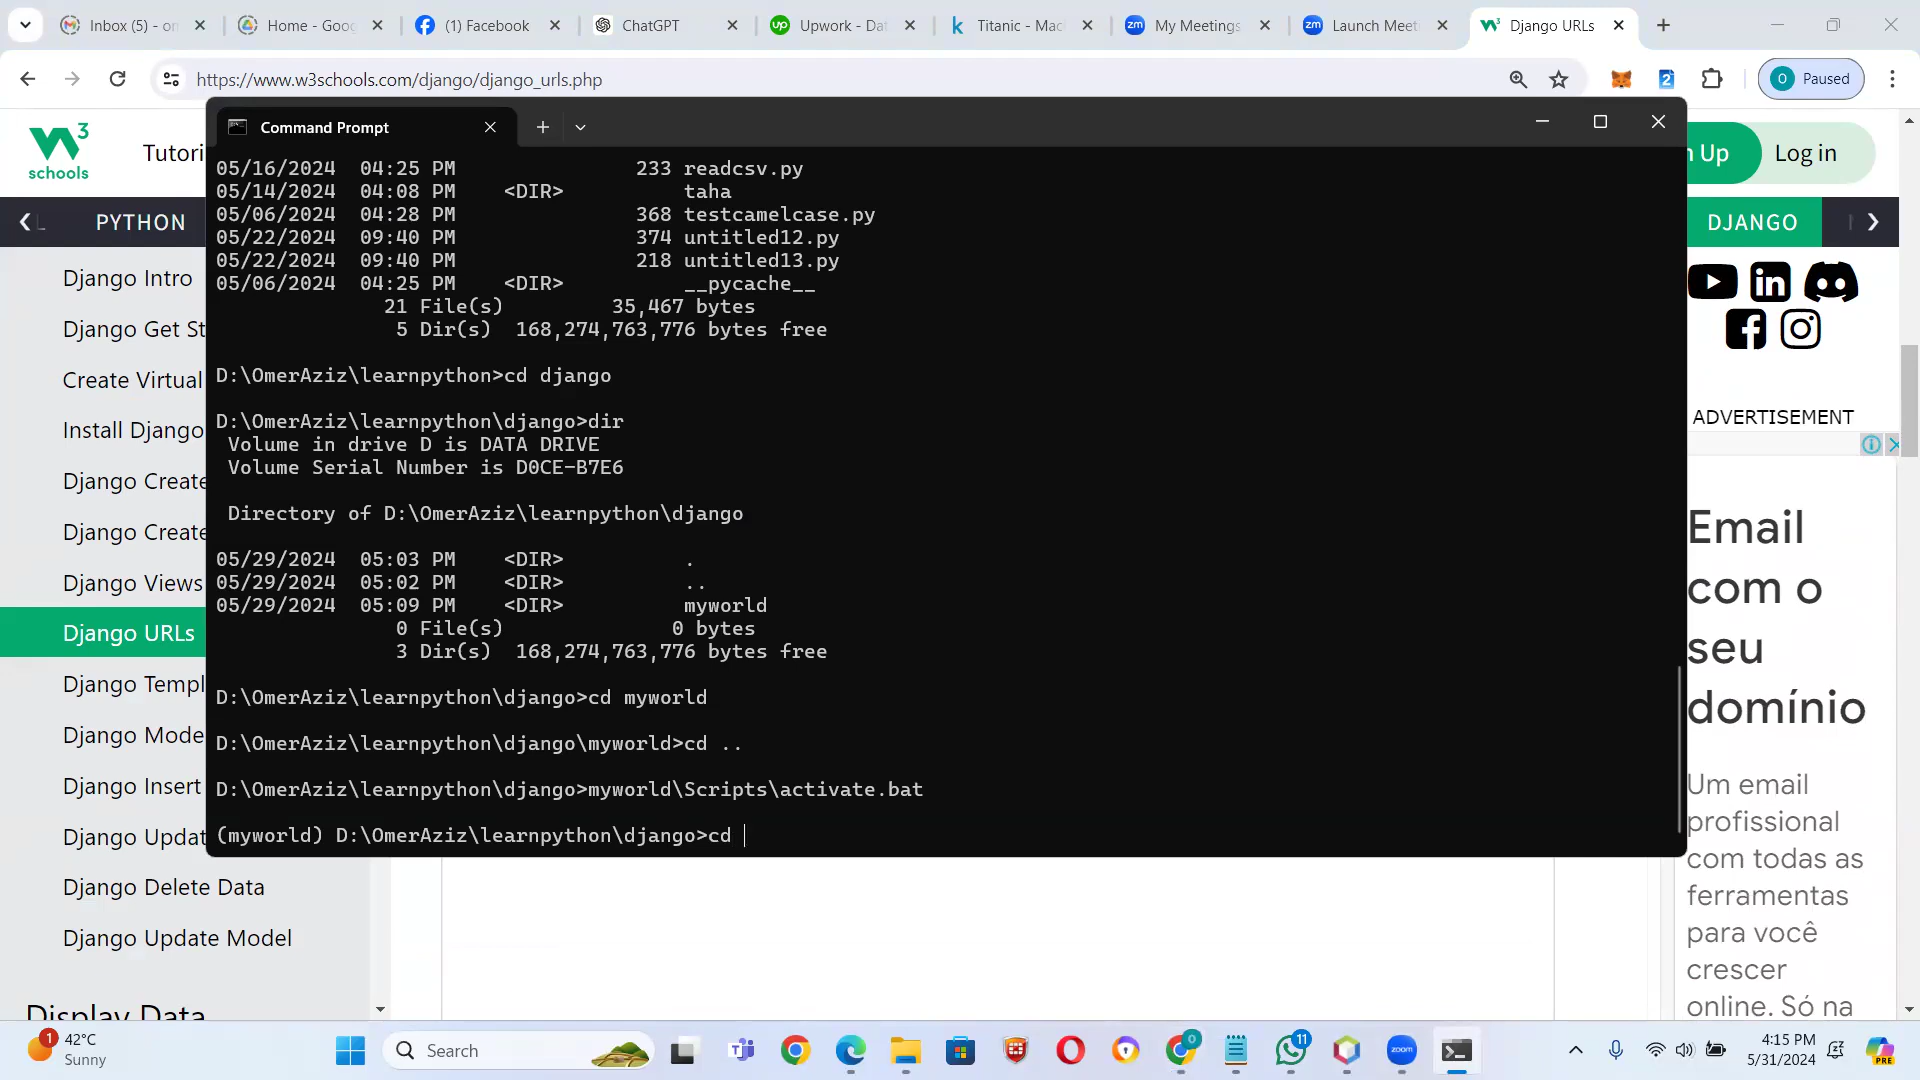 Inbox (5) - on
Home - Goog
(1) Facebook
ChatGPT
Upwork - Dat
Titanic - Mac
My Meetings
Launch Meeti
Django URLs
https://www.w3schools.com/django/django_urls.php
Paused
schools
Tutori
Command Prompt
n Up
Log in
PYTHON
DJANGO
Django Intro
Django Get St
Create Virtual
Install Django
Django Create
Django Create
Django Views
Django URLs
Django Templ
Django Mode
Django Insert
Django Updat
Django Delete Data
Django Update Model
Display Data
05/16/2024  04:25 PM               233 readcsv.py
05/14/2024  04:08 PM    <DIR>          taha
05/06/2024  04:28 PM               368 testcamelcase.py
05/22/2024  09:40 PM               374 untitled12.py
05/22/2024  09:40 PM               218 untitled13.py
05/06/2024  04:25 PM    <DIR>          __pycache__
21 File(s)         35,467 bytes
5 Dir(s)  168,274,763,776 bytes free
D:\OmerAziz\learnpython>cd django
D:\OmerAziz\learnpython\django>dir
Volume in drive D is DATA DRIVE
Volume Serial Number is D0CE-B7E6
Directory of D:\OmerAziz\learnpython\django
05/29/2024  05:03 PM    <DIR>          .
05/29/2024  05:02 PM    <DIR>          ..
05/29/2024  05:09 PM    <DIR>          myworld
0 File(s)              0 bytes
3 Dir(s)  168,274,763,776 bytes free
D:\OmerAziz\learnpython\django>cd myworld
D:\OmerAziz\learnpython\django\myworld>cd ..
D:\OmerAziz\learnpython\django>myworld\Scripts\activate.bat
(myworld) D:\OmerAziz\learnpython\django>cd
ADVERTISEMENT
Email
com o
seu
domínio
Um email
profissional
com todas as
ferramentas
para você
crescer
online. Só na
42°C
Sunny
Search
4:15 PM
5/31/2024